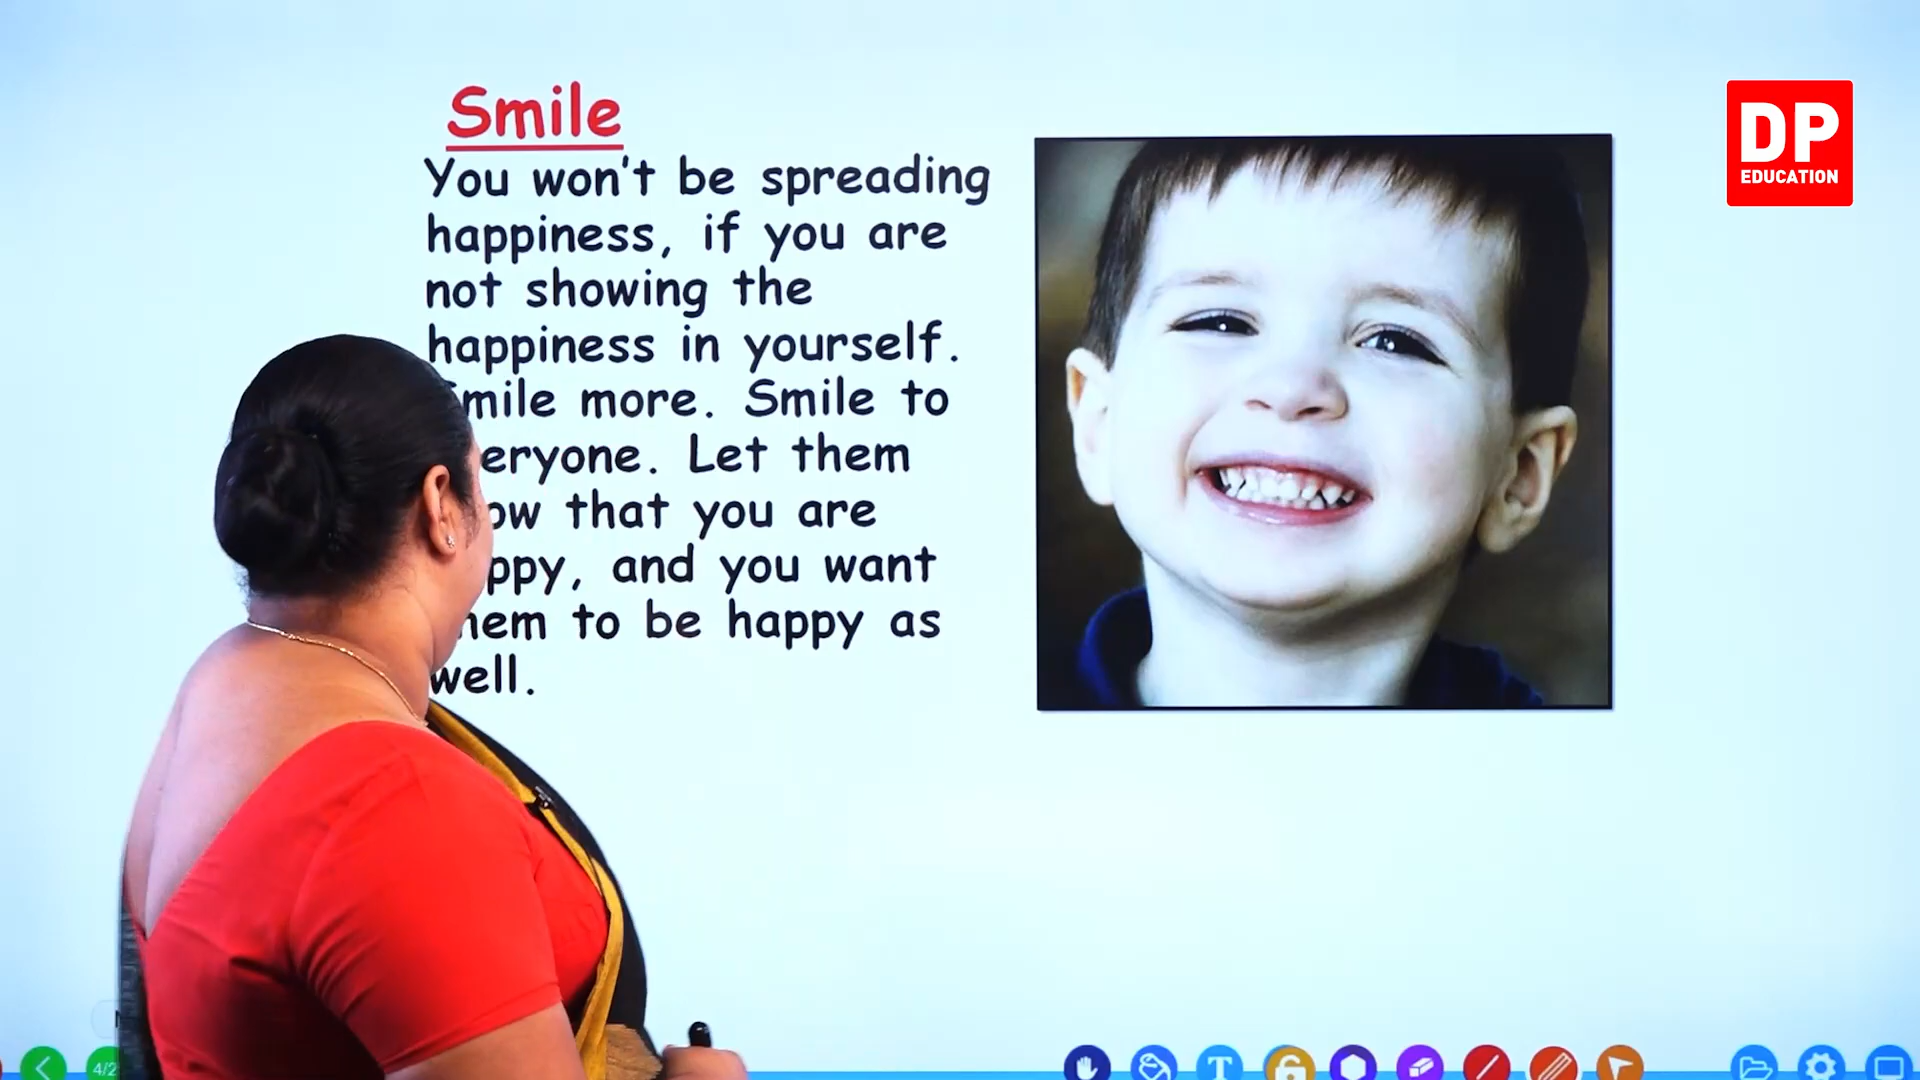 Smile
You won't be spreading
happiness, if you are
not showing the
happiness in yourself.
more. Smile to
Let them
that you are
and you want
to be happy as
well.
DP
EDUCATION